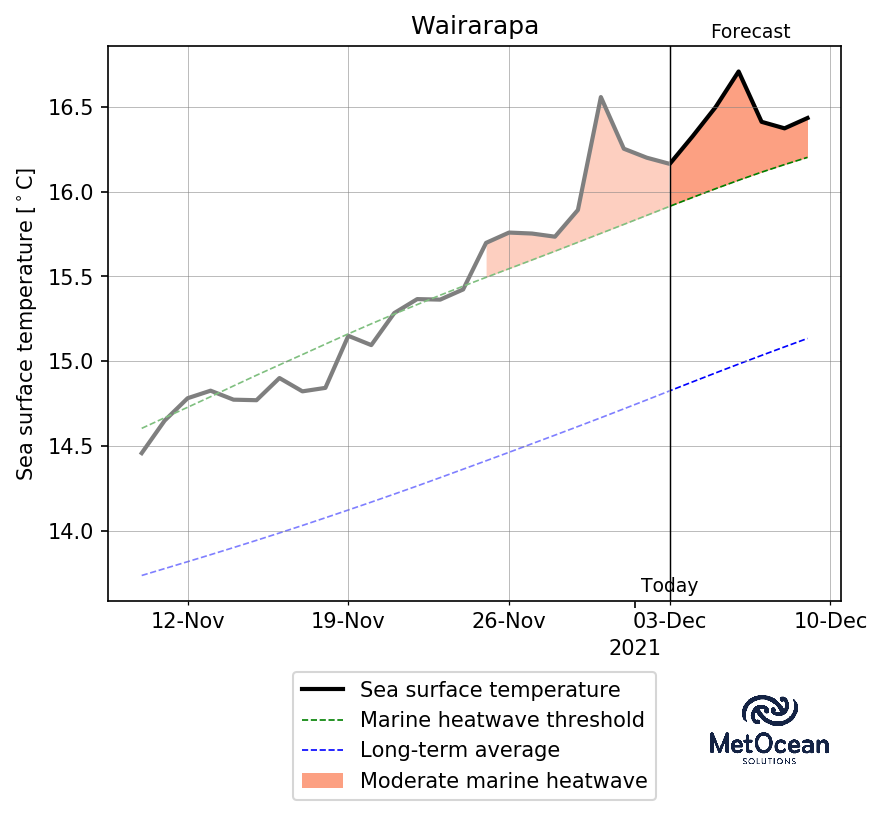 Wairarapa
Forecast
Sea surface temperature [°C]
16.5
16.0
15.5
15.0
14.5
14.0
Today
12-Nov
19-Nov
26-Nov
03-Dec
10-Dec
2021
Sea surface temperature
Marine heatwave threshold
Long-term average
Moderate marine heatwave
MetOcean
SOLUTIONS